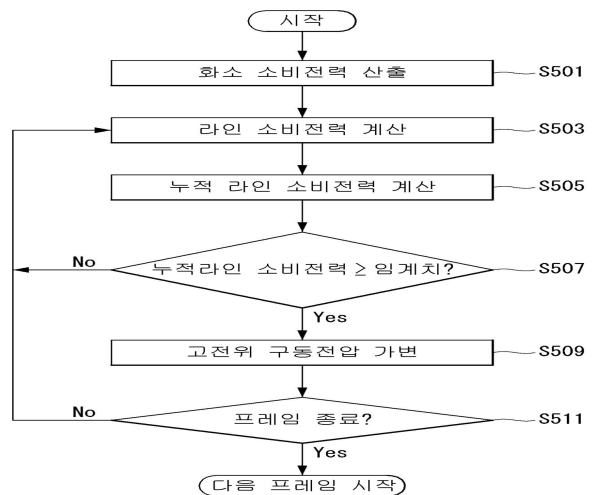 시작
화소 소비전력 산출
S501
라인 소비전력 계산
S503
누적 라인 소비전력 계산
S505
누적라인 소비전력 ≥ 임계치?
S507
No
Yes
고전위 구동전압 가변
S509
프레임 종료?
S511
No
Yes
다음 프레임 시작